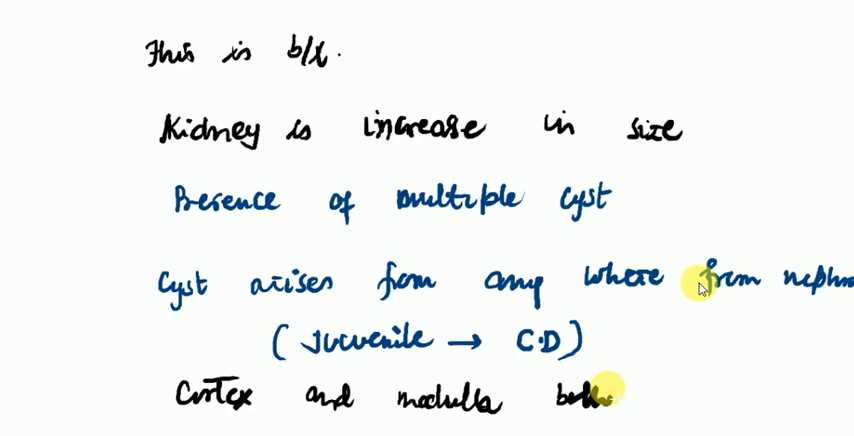 This is b/l.
Kidney is increase in size
Presence of multiple cyst
Cyst arises from any where from nephro
( Juvenile → C.D )
Cortex and medulla both